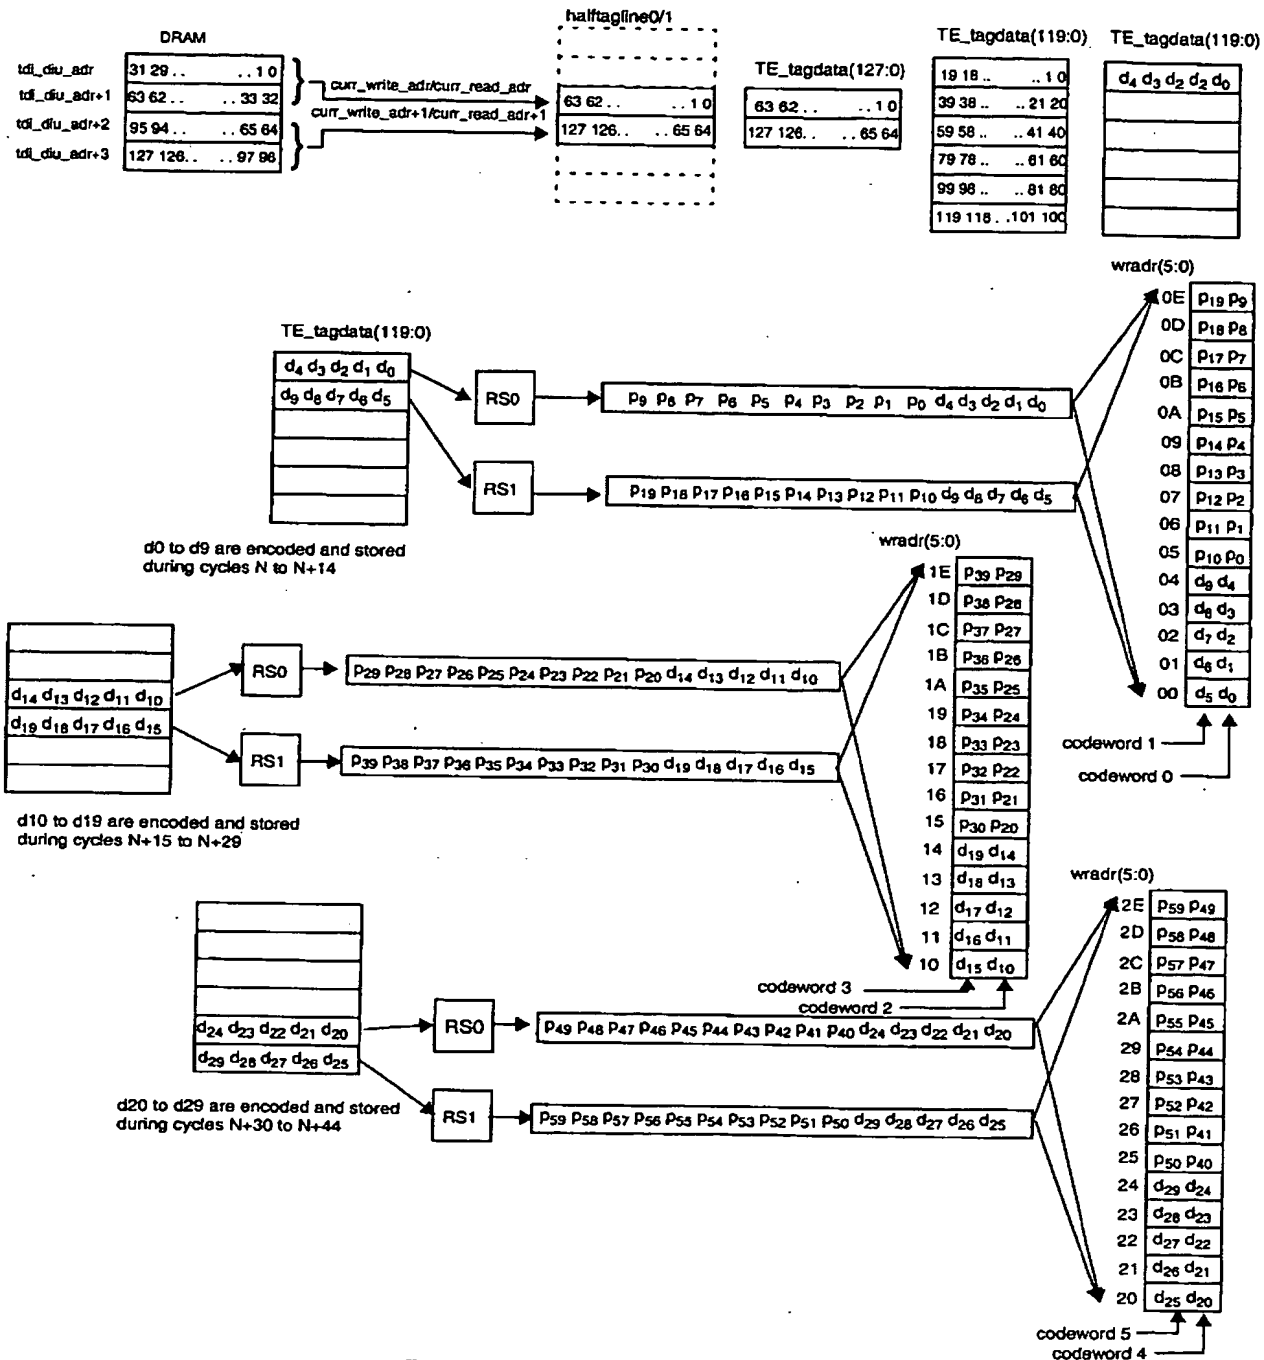 halftagline0/1
DRAM
TE_tagdata(119:0) TE_tagdata(119:0)
tdi_diu_adr 31 29 . . . . 1 0
tdi_diu_adr+1 63 62 . . . . 33 32
tdi_diu_adr+2 95 94 . . . . 65 64
tdi_diu_adr+3 127 126. . . . 97 96
curr_write_adr/curr_read_adr
curr_write_adr+1/curr_read_adr+1
63 62 . . . . 1 0
127 126. . . . 65 64
TE_tagdata(127:0)
63 62 . . . . 1 0
127 126. . . . 65 64
19 18 .. . . 1 0
39 38 .. . . 21 20
59 58 .. . . 41 40
79 78 .. . . 61 60
99 98 .. . . 81 80
119 118 . . 101 100
d4 d3 d2 d2 d0
TE_tagdata(119:0)
d4 d3 d2 d1 d0
d9 d8 d7 d6 d5
RS0
p9 p8 p7 p6 p5 p4 p3 p2 p1 p0 d4 d3 d2 d1 d0
RS1
p19 p18 p17 p16 p15 p14 p13 p12 p11 p10 d9 d8 d7 d6 d5
d0 to d9 are encoded and stored
during cycles N to N+14
wradr(5:0)
0E p19 p9
0D p18 p8
0C p17 p7
0B p16 p6
0A p15 p5
09 p14 p4
08 p13 p3
07 p12 p2
06 p11 p1
05 p10 p0
04 d9 d4
03 d8 d3
02 d7 d2
01 d6 d1
00 d5 d0
codeword 1
codeword 0
d14 d13 d12 d11 d10
d19 d18 d17 d16 d15
RS0
p29 p28 p27 p26 p25 p24 p23 p22 p21 p20 d14 d13 d12 d11 d10
RS1
p39 p38 p37 p36 p35 p34 p33 p32 p31 p30 d19 d18 d17 d16 d15
d10 to d19 are encoded and stored
during cycles N+15 to N+29
wradr(5:0)
1E p39 p29
1D p38 p28
1C p37 p27
1B p36 p26
1A p35 p25
19 p34 p24
18 p33 p23
17 p32 p22
16 p31 p21
15 p30 p20
14 d19 d14
13 d18 d13
12 d17 d12
11 d16 d11
10 d15 d10
codeword 3
codeword 2
d24 d23 d22 d21 d20
d29 d28 d27 d26 d25
RS0
p49 p48 p47 p46 p45 p44 p43 p42 p41 p40 d24 d23 d22 d21 d20
RS1
p59 p58 p57 p56 p55 p54 p53 p52 p51 p50 d29 d28 d27 d26 d25
d20 to d29 are encoded and stored
during cycles N+30 to N+44
wradr(5:0)
2E p59 p49
2D p58 p48
2C p57 p47
2B p56 p46
2A p55 p45
29 p54 p44
28 p53 p43
27 p52 p42
26 p51 p41
25 p50 p40
24 d29 d24
23 d28 d23
22 d27 d22
21 d26 d21
20 d25 d20
codeword 5
codeword 4